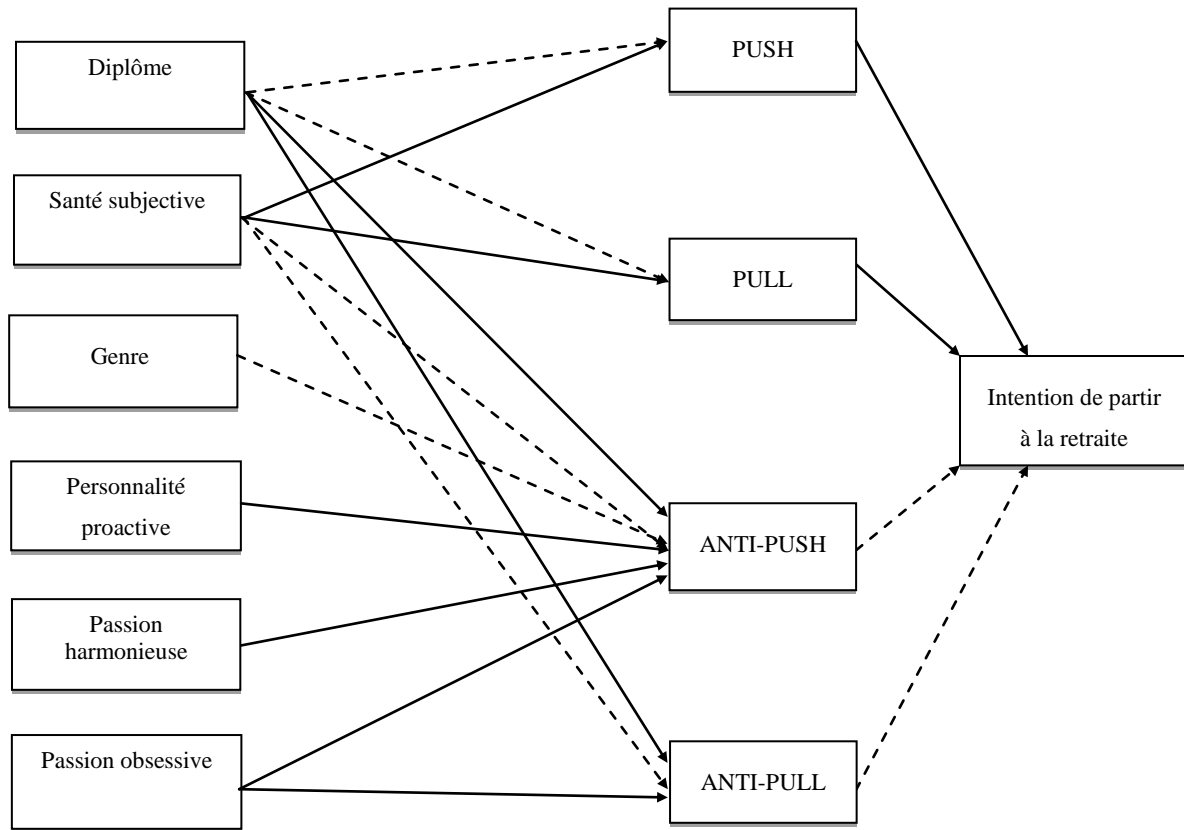 Diplôme
Santé subjective
Genre
Personnalité
proactive
Passion
harmonieuse
Passion obsessive
PUSH
PULL
ANTI-PUSH
ANTI-PULL
Intention de partir
à la retraite